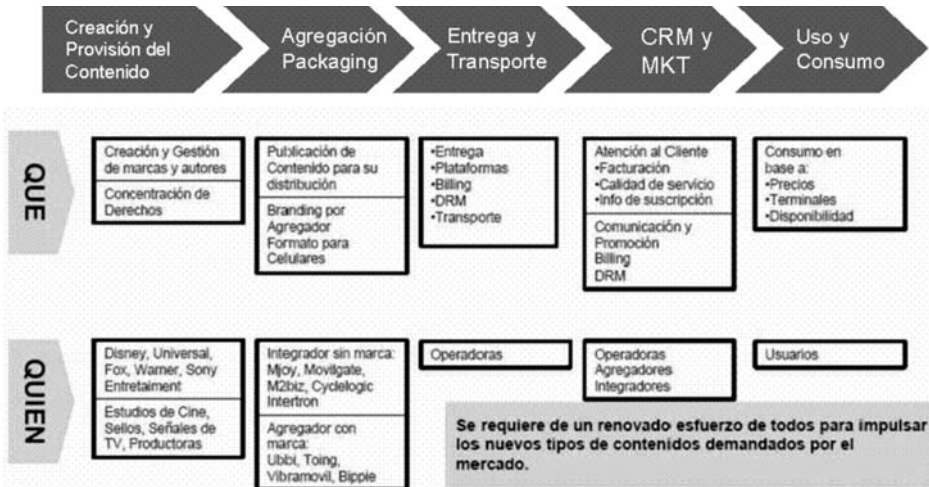 Creación y
Provisión del
Contenido
Agregación
Packaging
Entrega y
Transporte
CRM y
MKT
Uso y
Consumo
QUE
Creación y Gestión
de marcas y autores
Concentración de
Derechos
Publicación de
Contenido para su
distribución
Branding por
Agregador
Formato para
Celulares
•Entrega
•Plataformas
•Billing
•DRM
•Transporte
Atención al Cliente
•Facturación
•Calidad de servicio
•Info de suscripción
Comunicación y
Promoción
Billing
DRM
Consumo en
base a:
•Precios
•Terminales
•Disponibilidad
QUIEN
Disney, Universal,
Fox, Warner, Sony
Entretaiment
Estudios de Cine,
Sellos, Señales de
TV, Productoras
Integrador sin marca:
Mjoy, Movilgate,
M2biz, Cyclelogic
Intertron
Agregador con
marca:
Ubbi, Toing,
Vibramovil, Bippie
Operadoras
Operadoras
Agregadores
Integradores
Usuarios
Se requiere de un renovado esfuerzo de todos para impulsar
los nuevos tipos de contenidos demandados por el
mercado.